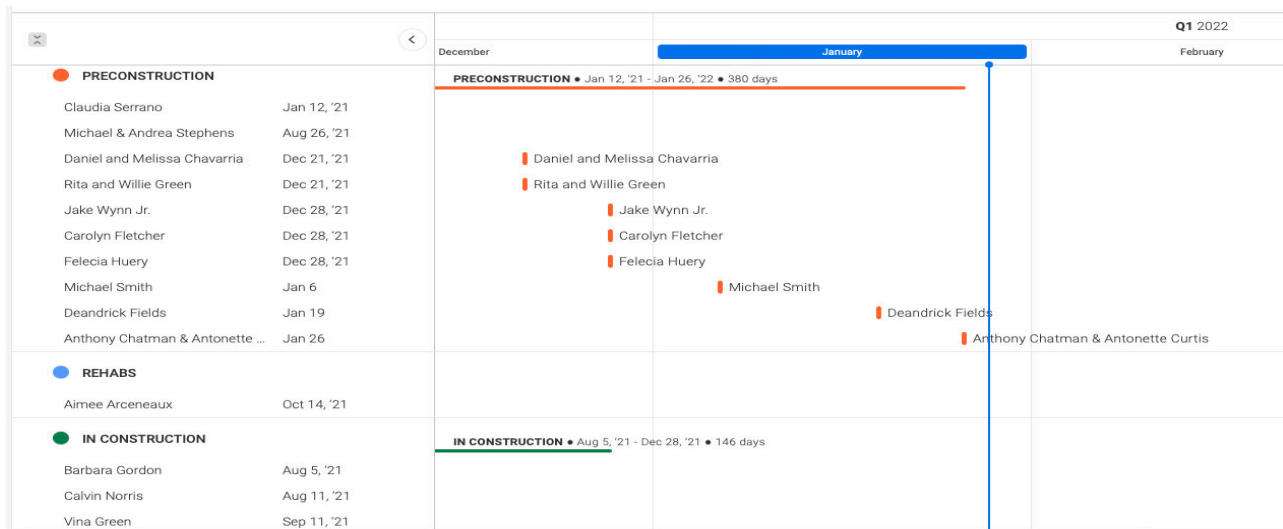 Q1 2022
December January February
PRECONSTRUCTION PRECONSTRUCTION • Jan 12, '21 - Jan 26, '22 • 380 days
Claudia Serrano Jan 12, '21
Michael & Andrea Stephens Aug 26, '21
Daniel and Melissa Chavarria Dec 21, '21 Daniel and Melissa Chavarria
Rita and Willie Green Dec 21, '21 Rita and Willie Green
Jake Wynn Jr. Dec 28, '21 Jake Wynn Jr.
Carolyn Fletcher Dec 28, '21 Carolyn Fletcher
Felecia Huery Dec 28, '21 Felecia Huery
Michael Smith Jan 6 Michael Smith
Deandrick Fields Jan 19 Deandrick Fields
Anthony Chatman & Antonette ... Jan 26 Anthony Chatman & Antonette Curtis
REHABS
Aimee Arceneaux Oct 14, '21
IN CONSTRUCTION IN CONSTRUCTION • Aug 5, '21 - Dec 28, '21 • 146 days
Barbara Gordon Aug 5, '21
Calvin Norris Aug 11, '21
Vina Green Sep 11, '21